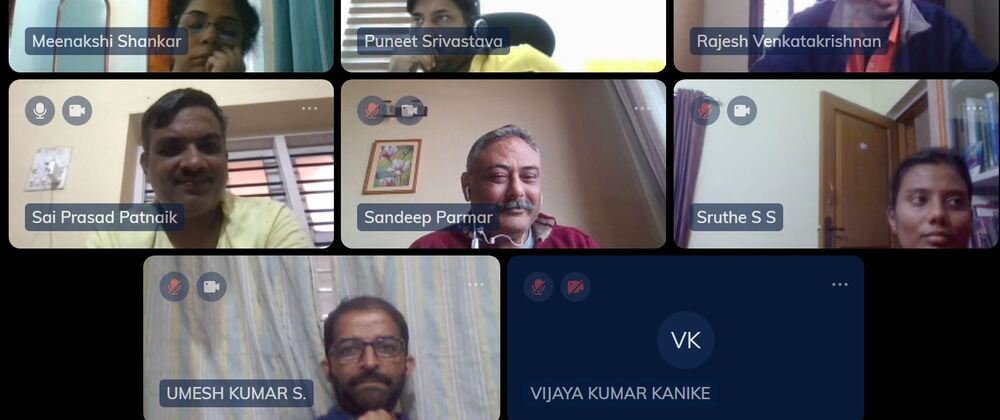 Meenakshi Shankar
Puneet Srivastava
Rajesh Venkatakrishnan
Sai Prasad Patnaik
Sandeep Parmar
Sruthe S S
UMESH KUMAR S.
VK
VIJAYA KUMAR KANIKE